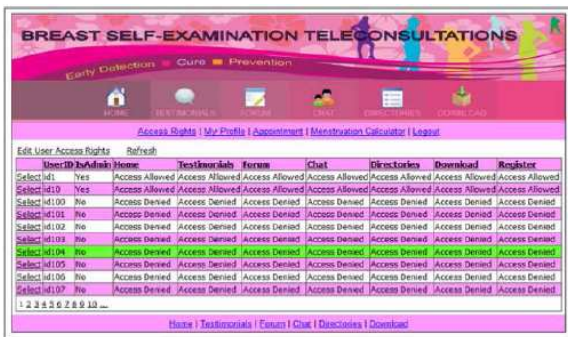 BREAST SELF-EXAMINATION TELECONSULTATIONS
Early Detection Cure Prevention
HOME TESTIMONIALS FORUM CHAT DIRECTORIES DOWNLOAD
Access Rights | My Profile | Appointment | Menstruation Calculator | Logout
Edit User Access Rights Refresh
UserID IsAdmin Home Testimonials Forum Chat Directories Download Register
Select id1 Yes Access Allowed Access Allowed Access Allowed Access Allowed Access Allowed Access Allowed Access Allowed
Select id10 Yes Access Allowed Access Allowed Access Allowed Access Allowed Access Allowed Access Allowed Access Allowed
Select id100 No Access Denied Access Denied Access Denied Access Denied Access Denied Access Denied Access Denied
Select id101 No Access Denied Access Denied Access Denied Access Denied Access Denied Access Denied Access Denied
Select id102 No Access Denied Access Denied Access Denied Access Denied Access Denied Access Denied Access Denied
Select id103 No Access Denied Access Denied Access Denied Access Denied Access Denied Access Denied Access Denied
Select id104 No Access Denied Access Denied Access Denied Access Denied Access Denied Access Denied Access Denied
Select id105 No Access Denied Access Denied Access Denied Access Denied Access Denied Access Denied Access Denied
Select id106 No Access Denied Access Denied Access Denied Access Denied Access Denied Access Denied Access Denied
Select id107 No Access Denied Access Denied Access Denied Access Denied Access Denied Access Denied Access Denied
1 2 3 4 5 6 7 8 9 10 ...
Home | Testimonials | Forum | Chat | Directories | Download